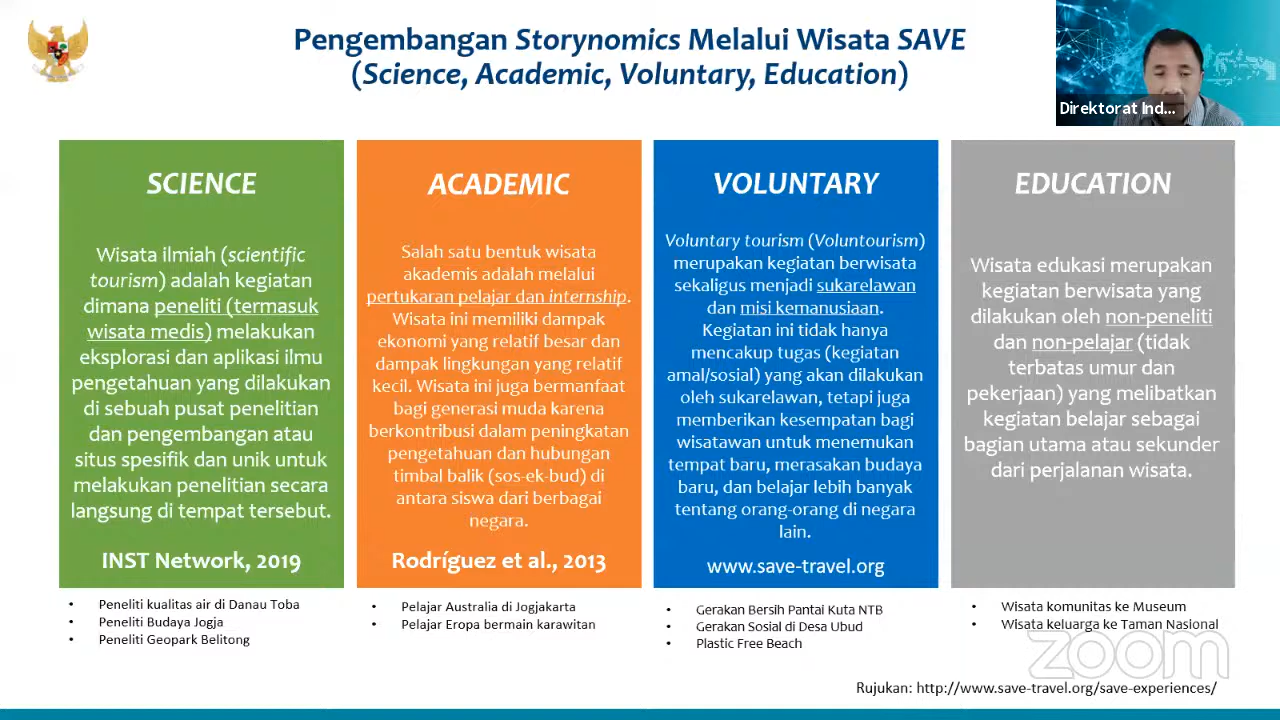 Pengembangan Storynomics Melalui Wisata SAVE
(Science, Academic, Voluntary, Education)
Direktorat Ind...
SCIENCE
Wisata ilmiah (scientific
tourism) adalah kegiatan
dimana peneliti (termasuk
wisata medis) melakukan
eksplorasi dan aplikasi ilmu
pengetahuan yang dilakukan
di sebuah pusat penelitian
dan pengembangan atau
situs spesifik dan unik untuk
melakukan penelitian secara
langsung di tempat tersebut.
INST Network, 2019
• Peneliti kualitas air di Danau Toba
• Peneliti Budaya Jogja
• Peneliti Geopark Belitong
ACADEMIC
Salah satu bentuk wisata
akademis adalah melalui
pertukaran pelajar dan internship.
Wisata ini memiliki dampak
ekonomi yang relatif besar dan
dampak lingkungan yang relatif
kecil. Wisata ini juga bermanfaat
bagi generasi muda karena
berkontribusi dalam peningkatan
pengetahuan dan hubungan
timbal balik (sos-ek-bud) di
antara siswa dari berbagai
negara.
Rodríguez et al., 2013
• Pelajar Australia di Jogjakarta
• Pelajar Eropa bermain karawitan
VOLUNTARY
Voluntary tourism (Voluntourism)
merupakan kegiatan berwisata
sekaligus menjadi sukarelawan
dan misi kemanusiaan.
Kegiatan ini tidak hanya
mencakup tugas (kegiatan
amal/sosial) yang akan dilakukan
oleh sukarelawan, tetapi juga
memberikan kesempatan bagi
wisatawan untuk menemukan
tempat baru, merasakan budaya
baru, dan belajar lebih banyak
tentang orang-orang di negara
lain.
www.save-travel.org
• Gerakan Bersih Pantai Kuta NTB
• Gerakan Sosial di Desa Ubud
• Plastic Free Beach
EDUCATION
Wisata edukasi merupakan
kegiatan berwisata yang
dilakukan oleh non-peneliti
dan non-pelajar (tidak
terbatas umur dan
pekerjaan) yang melibatkan
kegiatan belajar sebagai
bagian utama atau sekunder
dari perjalanan wisata.
• Wisata komunitas ke Museum
• Wisata keluarga ke Taman Nasional
zoom
Rujukan: http://www.save-travel.org/save-experiences/